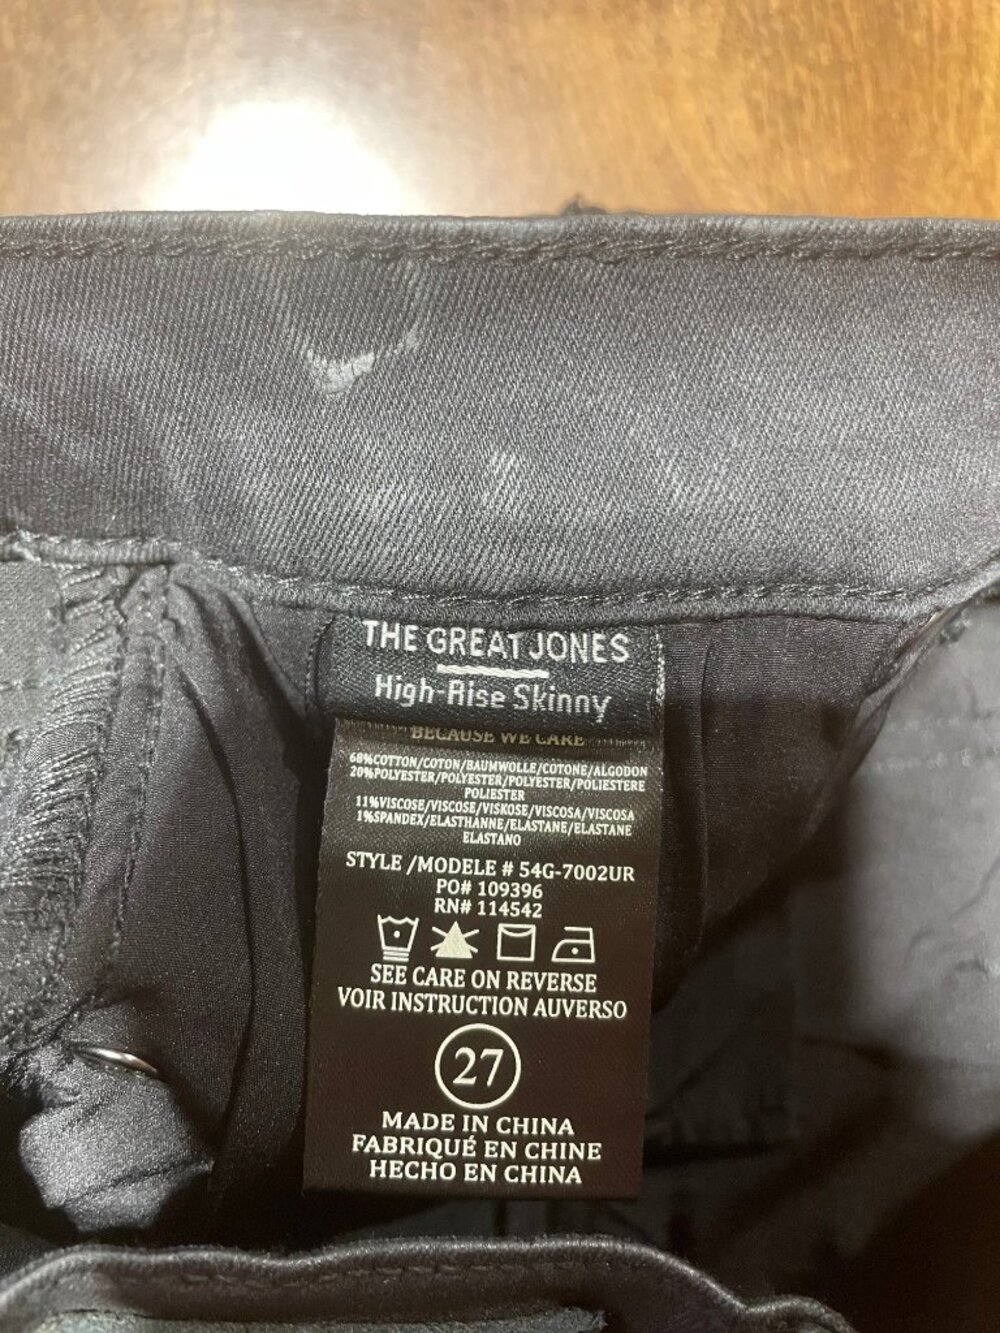 THE GREAT JONES
High-Rise Skinny
BECAUSE WE CARE
68%COTTON/COTON/BAUMWOLLE/COTONE/ALGODON
20%POLYESTER/POLYESTER/POLYESTER/POLIESTERE
POLIESTER
11%VISCOSE/VISCOSE/VISKOSE/VISCOSA/VISCOSA
1%SPANDEX/ELASTHANNE/ELASTANE/ELASTANE
ELASTANO
STYLE /MODELE # 54G-7002UR
PO# 109396
RN# 114542
SEE CARE ON REVERSE
VOIR INSTRUCTION AUVERSO
27
MADE IN CHINA
FABRIQUÉ EN CHINE
HECHO EN CHINA